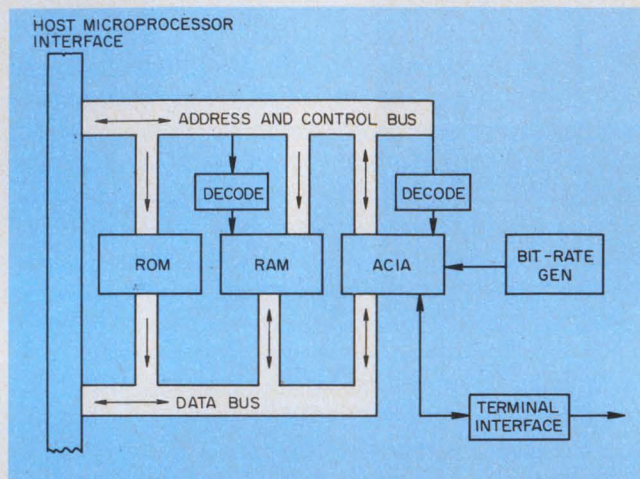 HOST MICROPROCESSOR
INTERFACE
ADDRESS AND CONTROL BUS
DECODE
DECODE
ROM
RAM
ACIA
BIT-RATE
GEN
DATA BUS
TERMINAL
INTERFACE